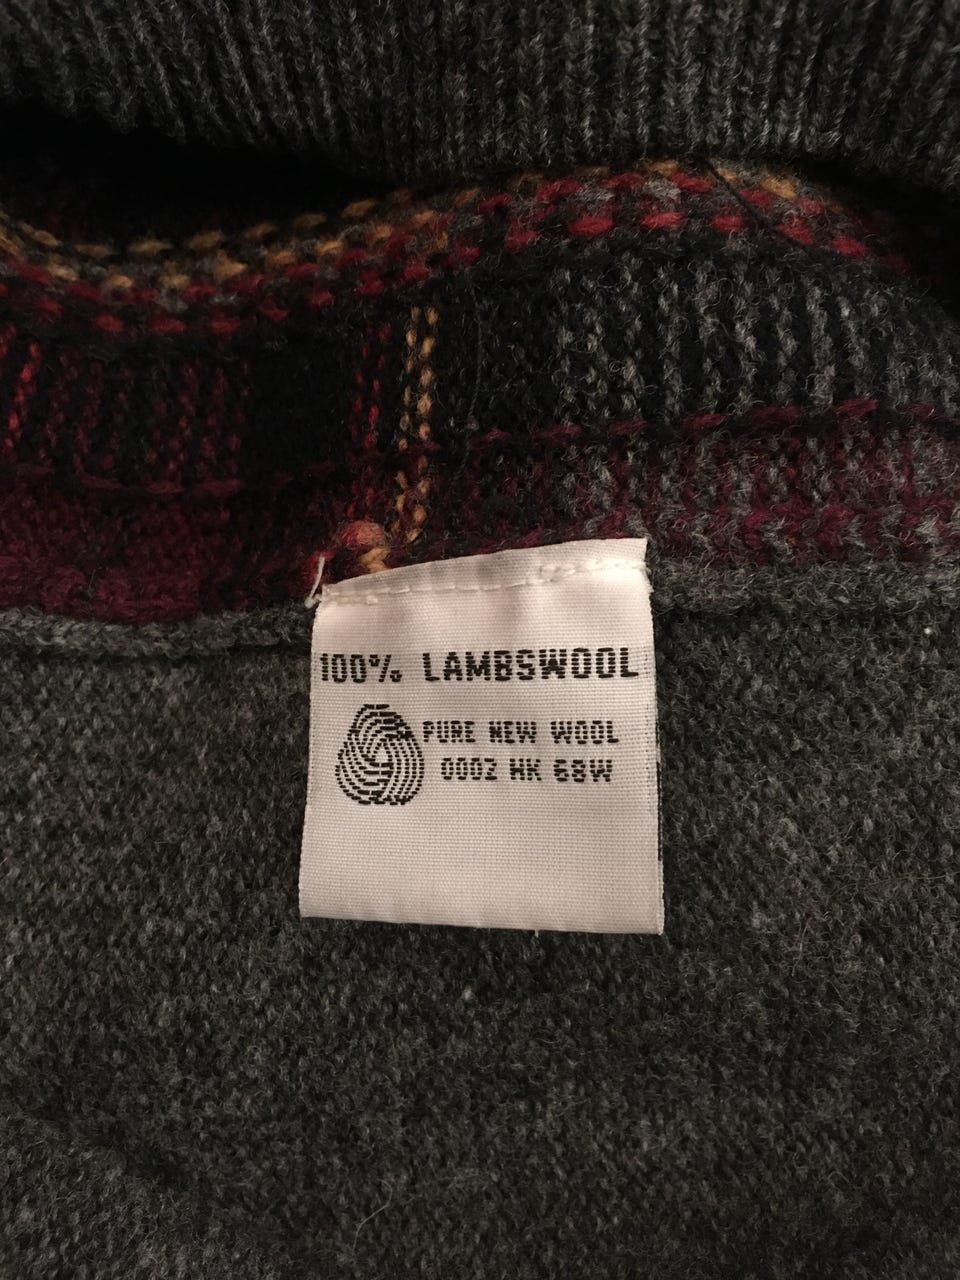 100% LAMBSWOOL
PURE NEW WOOL
0002 HK 68W